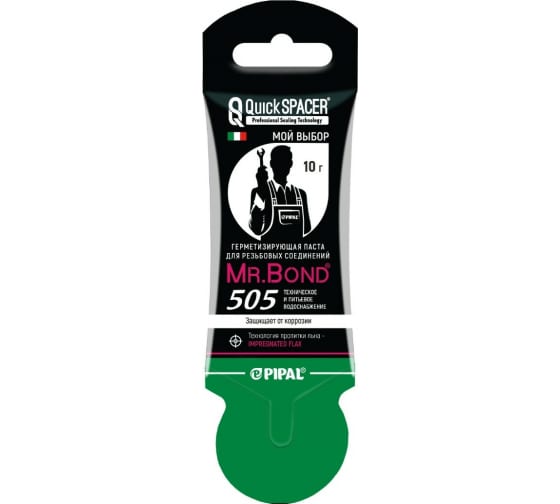 QUICKSPACER®
Professional Sealing Technology
МОЙ ВЫБОР
10 г
PIPAL®
ГЕРМЕТИЗИРУЮЩАЯ ПАСТА
ДЛЯ РЕЗЬБОВЫХ СОЕДИНЕНИЙ
MR.BOND®
505 ТЕХНИЧЕСКОЕ
И ПИТЬЕВОЕ
ВОДОСНАБЖЕНИЕ
Защищает от коррозии
Технология пропитки льна -
IMPREGNATED FLAX
PIPAL®